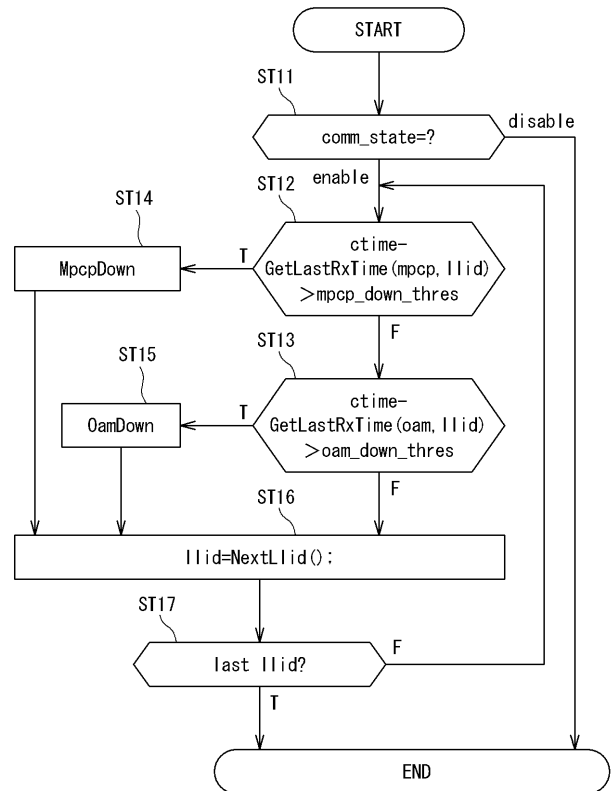 START
ST11
comm_state=?
disable
enable
ST12
ST14
ctime-
GetLastRxTime(mpcp,llid)
>mpcp_down_thres
T
MpcpDown
F
ST13
ST15
ctime-
GetLastRxTime(oam,llid)
>oam_down_thres
T
OamDown
F
ST16
llid=NextLlid();
ST17
last llid?
F
T
END